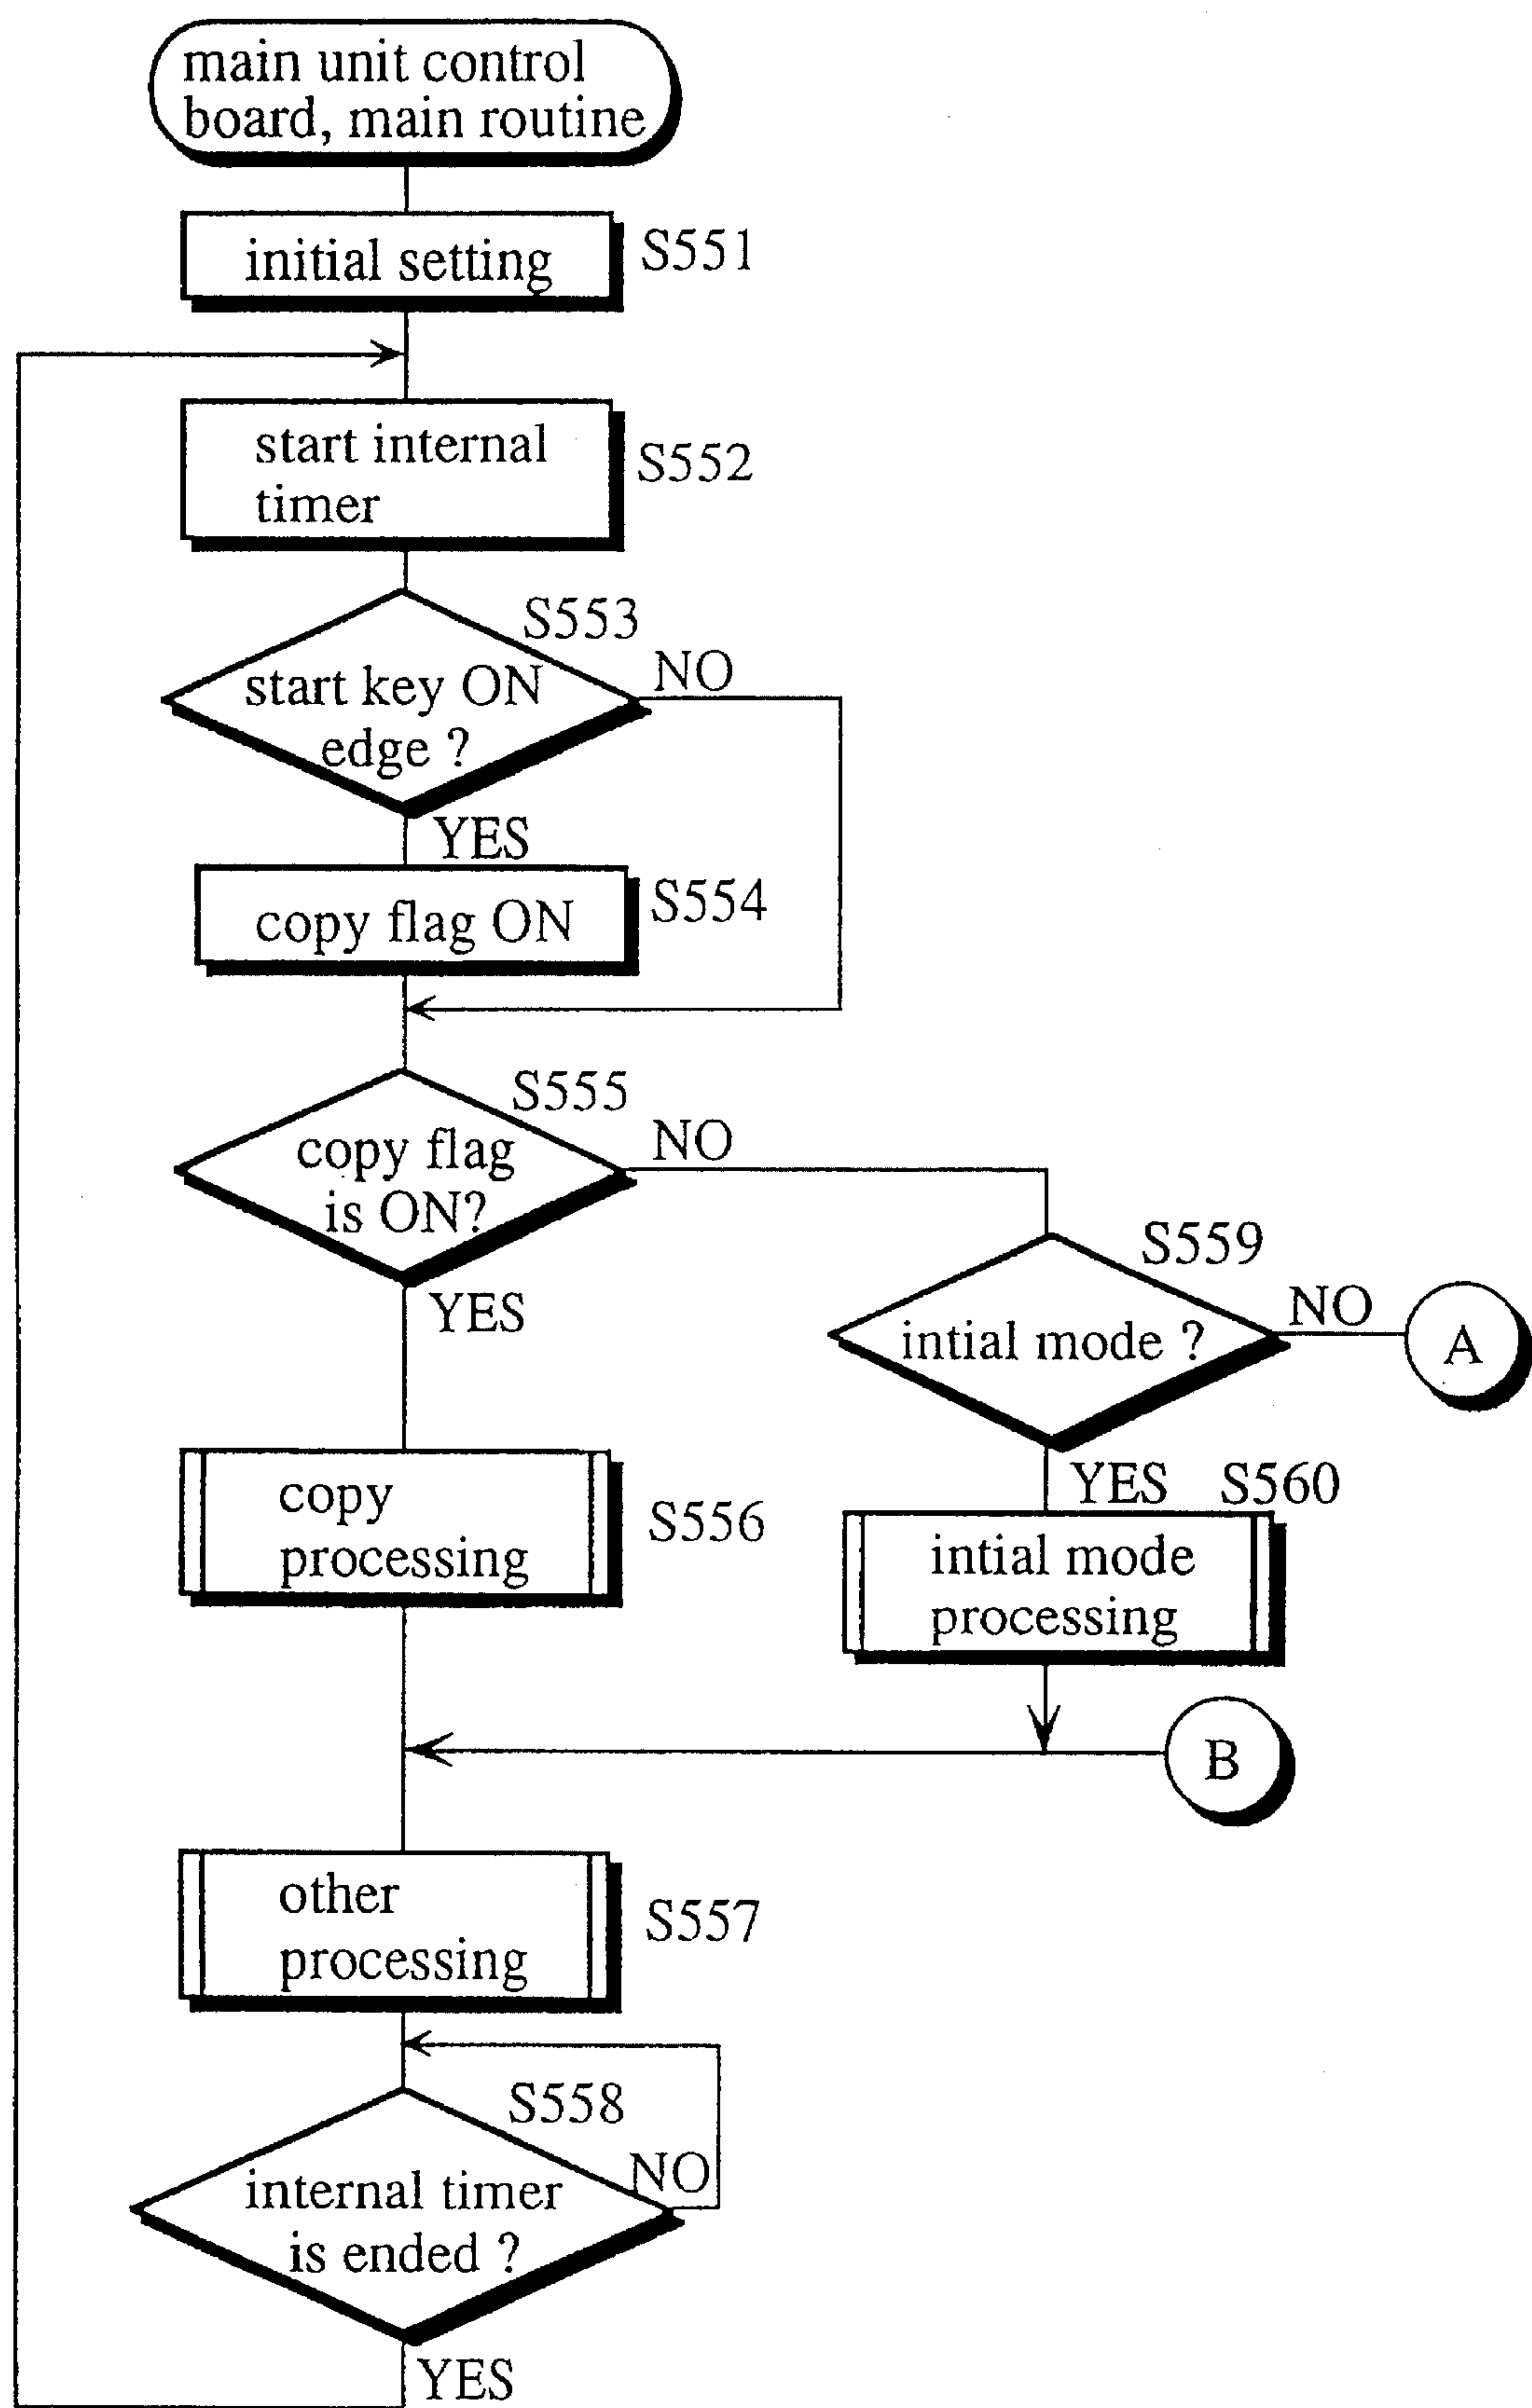 main unit control
board, main routine
initial setting
S551
start internal
timer
S552
S553
start key ON
edge ?
NO
YES
copy flag ON
S554
S555
copy flag
is ON?
NO
YES
S559
intial mode ?
NO
A
YES
S560
copy
processing
S556
intial mode
processing
B
other
processing
S557
S558
internal timer
is ended ?
NO
YES